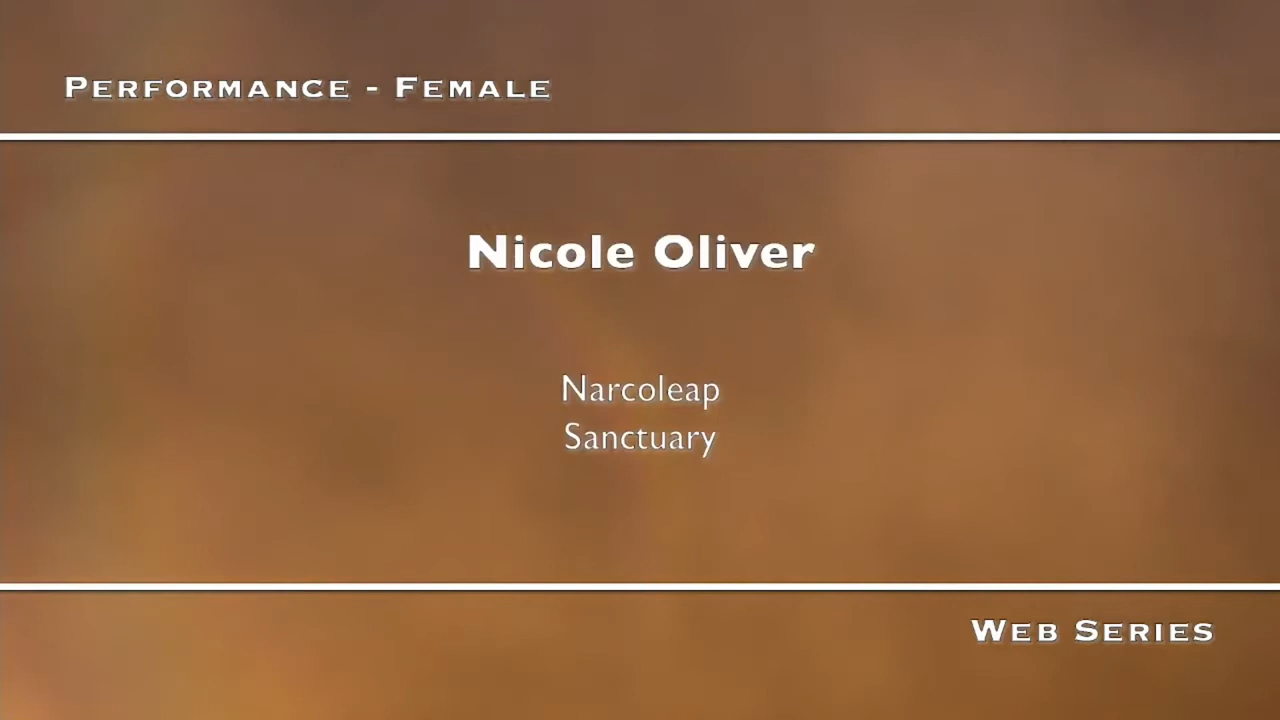 Performance - Female
Nicole Oliver
Narcoleap
Sanctuary
Web Series